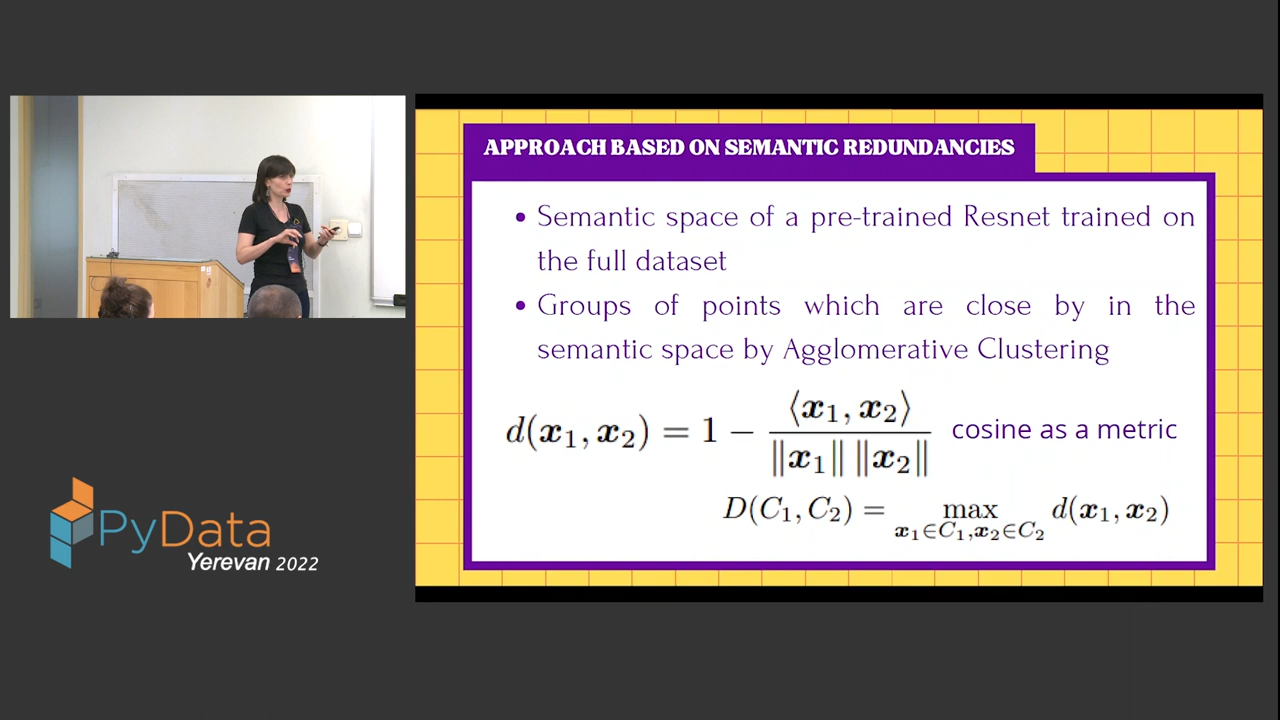 APPROACH BASED ON SEMANTIC REDUNDANCIES
• Semantic space of a pre-trained Resnet trained on
the full dataset
• Groups of points which are close by in the
semantic space by Agglomerative Clustering
d(x₁, x₂) = 1 − ⟨x₁, x₂⟩ / ‖x₁‖ ‖x₂‖ cosine as a metric
D(C₁, C₂) = max x₁∈C₁,x₂∈C₂ d(x₁, x₂)
PyData
Yerevan 2022